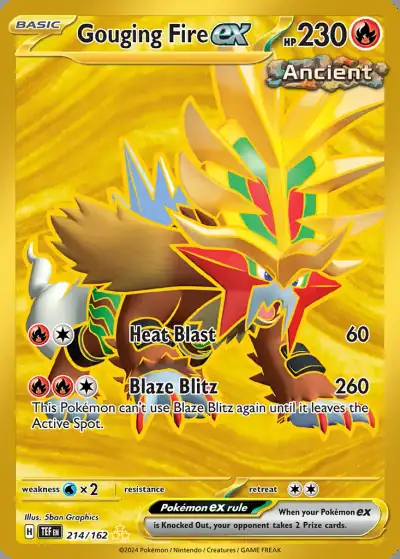 BASIC Gouging Fire ex HP 230
Ancient
Heat Blast 60
Blaze Blitz 260
This Pokémon can't use Blaze Blitz again until it leaves the
Active Spot.
weakness ×2 resistance retreat
Pokémon ex rule
When your Pokémon ex
is Knocked Out, your opponent takes 2 Prize cards.
Illus. 5ban Graphics
H TEF EN 214/162
©2024 Pokémon / Nintendo / Creatures / GAME FREAK